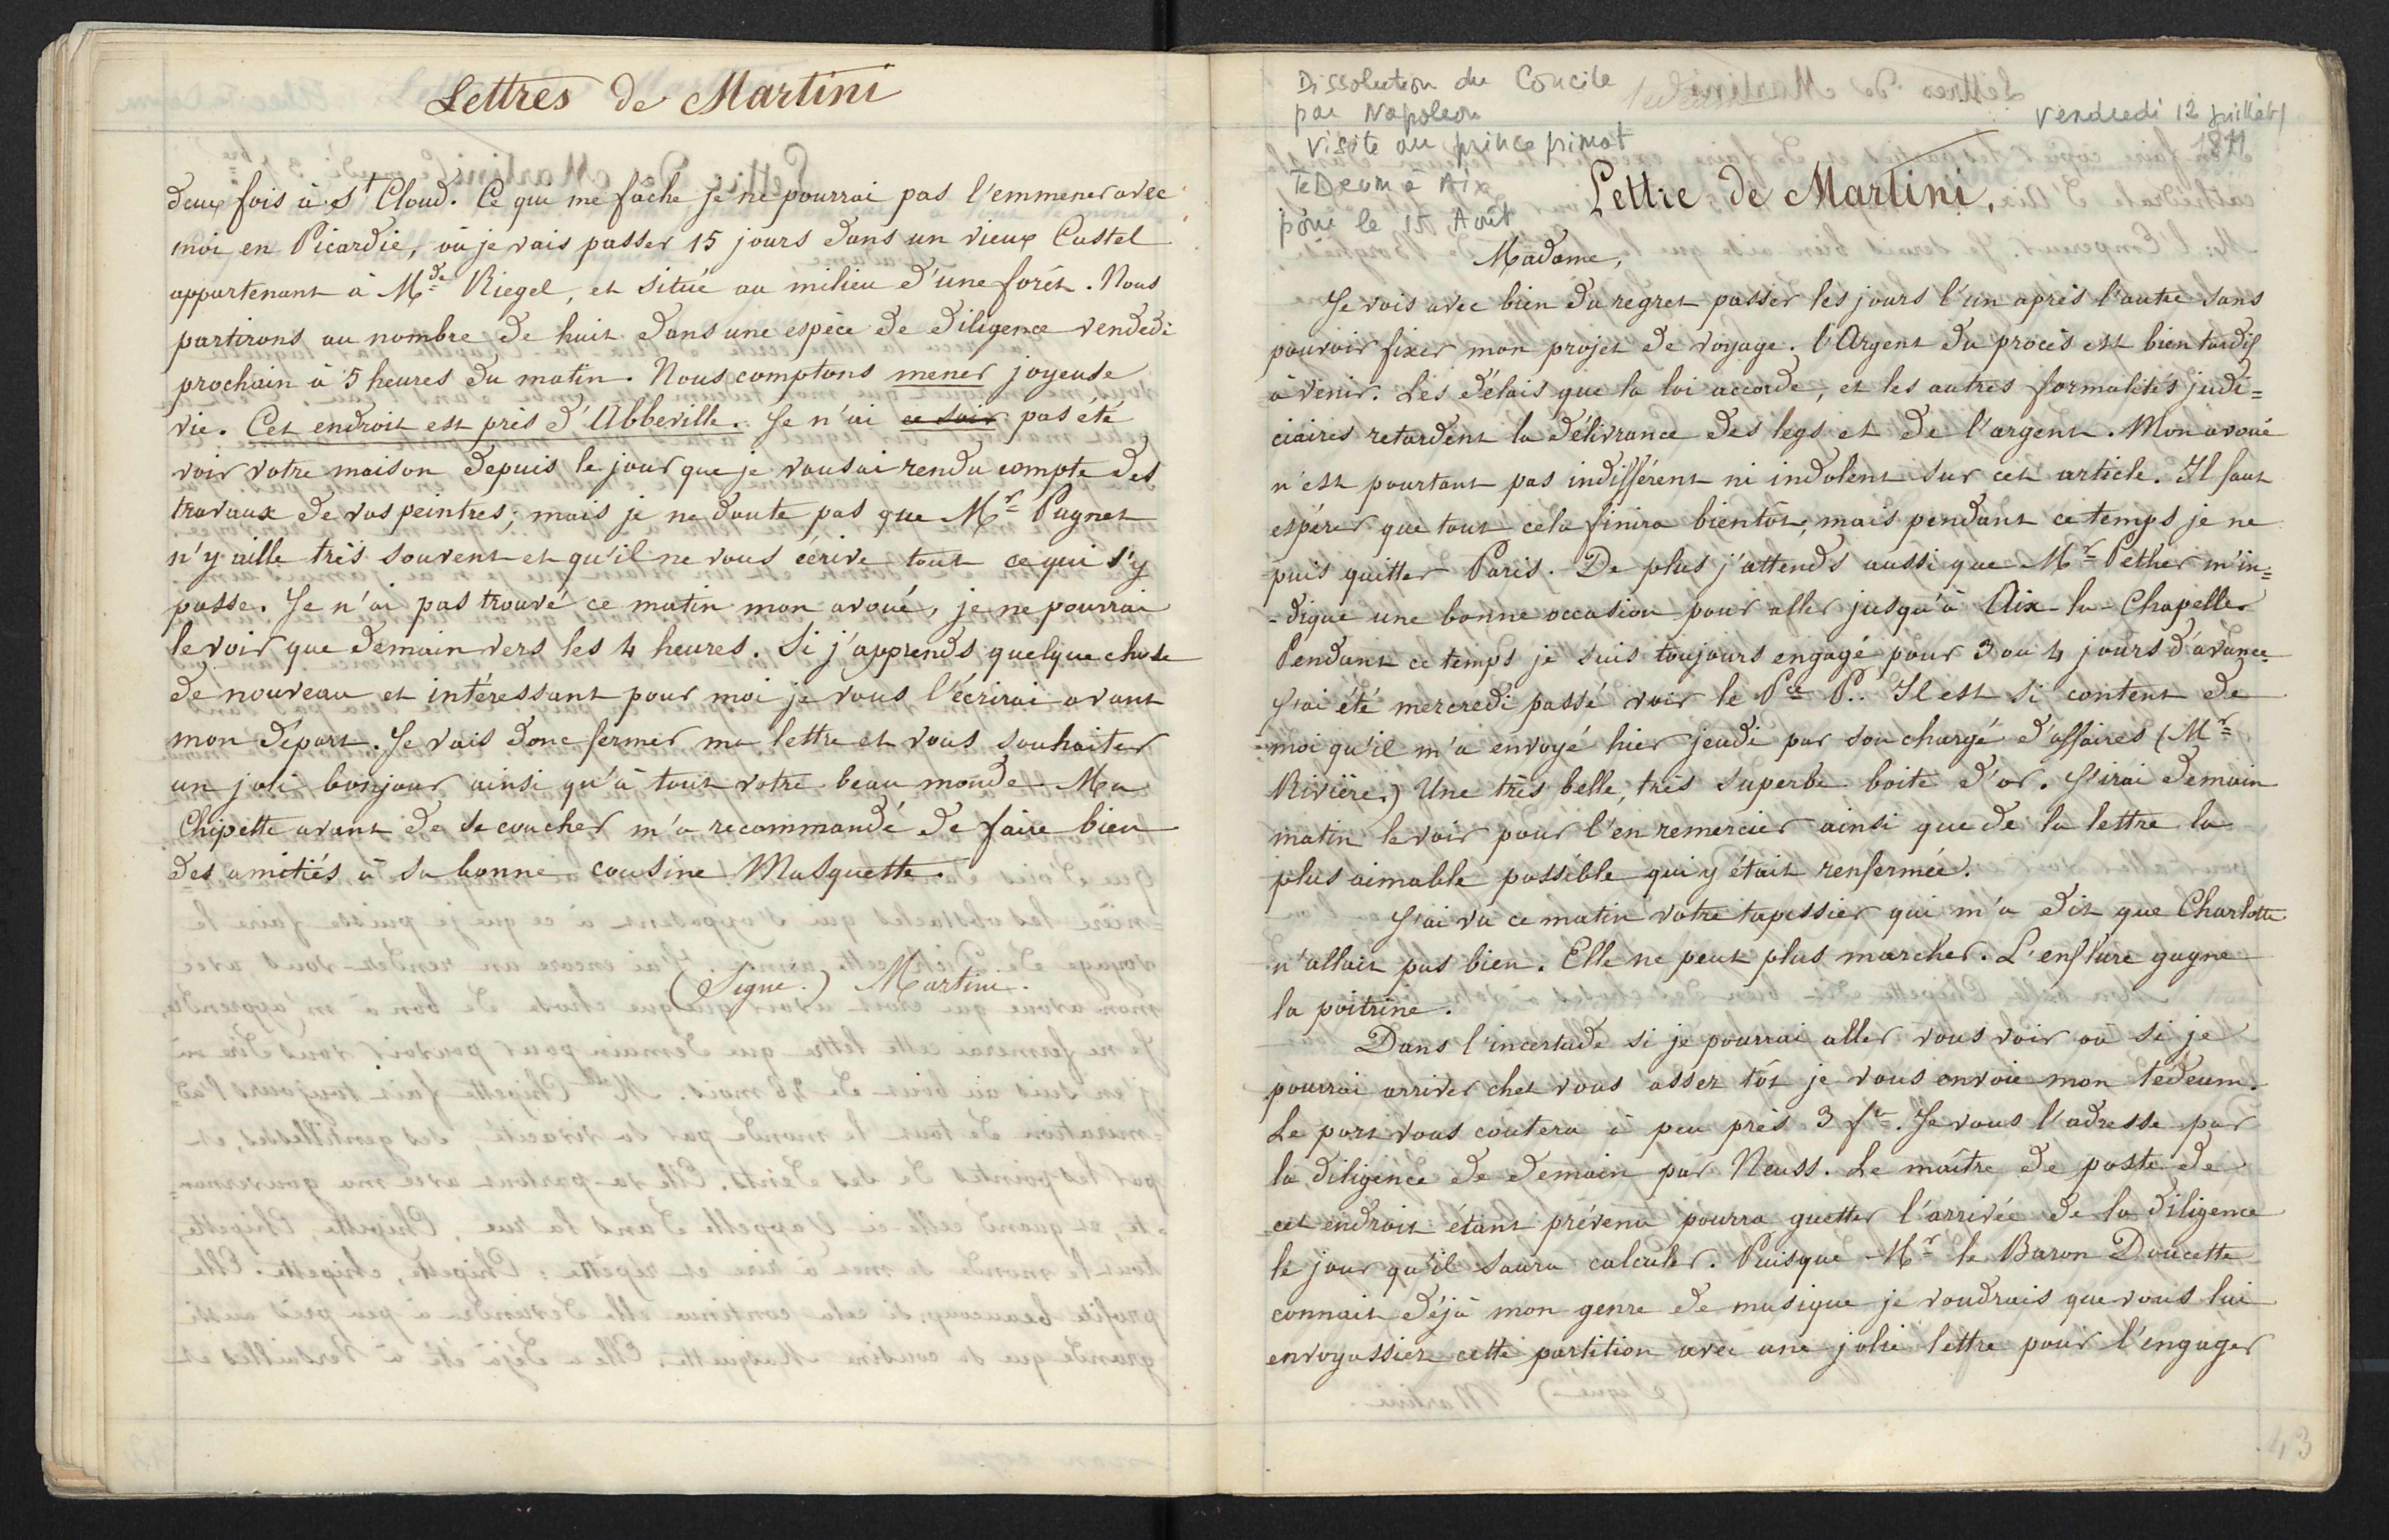 Lettres de Martini
deux fois à St Cloud. Ce qui me fâche je ne pourrai pas l'emmener avec
moi en Picardie, où je vais passer 15 jours dans un vieux Castel
appartenant à Mde Riegel, et situé au milieu d'une forêt. Nous
partirons au nombre de huit dans une espèce de diligence vendedi
prochain à 5 heures du matin. Nous comptons mener joyeuse
vie. Cet endroit est près d'Abbeville. Je n'ai ce soir pas été
voir votre maison depuis le jour que je vous ai rendu compte des
travaux de vos peintres; mais je ne doute pas que Mr Pugnet
n'y aille très souvent et qu'il ne vous écrive tout ce qui s'y
passe. Je n'ai pas trouvé ce matin mon avoué, je ne pourrai
le voir que demain vers les 4 heures. Si j'apprends quelque chose
de nouveau et intéressant pour moi je vous l'écrirai avant
mon départ. Je vais donc fermer ma lettre et vous souhaiter
un joli bonjour ainsi qu'à tout votre beau monde. Ma
Chipette avant de se coucher m'a recommandé de faire bien
des amitiés à sa bonne cousine Masquette.
(Signé.) Martini.
Dissolution du Concile
par Napoleon
visite au prince primat
TeDeum à Aix
pour le 15 Août
Tedeum
vendredi 12 Juillet
1811
Lettre de Martini.
Madame,
Je vois avec bien du regret passer les jours l'un après l'autre sans
pouvoir fixer mon projet de voyage. l'Argent du procès est bien tardif
à venir. Les délais que la loi accorde, et les autres formalités judi=
ciaires retardent la délivrance des legs et de l'argent. Mon avoué
n'est pourtant pas indifférent ni indolent sur cet article. Il faut
espérer que tout cela finira bientôt, mais pendant ce temps je ne
puis quitter Paris. De plus j'attends aussi que Mr Pether m'in=
=dique une bonne occasion pour aller jusqu'à Aix-la-Chapelle.
Pendant ce temps je suis toujours engagé pour 3 ou 4 jours d'avance.
J'ai été mercredi passé voir le Pce P.. Il est si content de
moi qu'il m'a envoyé hier jeudi par son chargé d'affaires (Mr
Rivière.) Une très belle, très superbe boite d'or. J'irai demain
matin le voir pour l'en remercier ainsi que de la lettre la
plus aimable possible qui y était renfermée.
J'ai vu ce matin votre tapissier qui m'a dit que Charlotte
n'allait pas bien. Elle ne peut plus marcher. L'enflure gagne
la poitrine.
Dans l'incertude si je pourrai aller vous voir où si je
pourrai arriver chez vous assez tôt je vous envoie mon tedeum.
Le port vous coûtera à peu près 3 fr. Je vous l'adresse par
la diligence de demain par Neuss. Le maître de poste de
cet endroit étant prévenu pourra guetter l'arrivée de la diligence
le jour qu'il saura calculer. Puisque Mr le Baron Doucette
connait déjà mon genre de musique je voudrais que vous lui
envoyassiez cette partition avec une jolie lettre pour l'engager
43